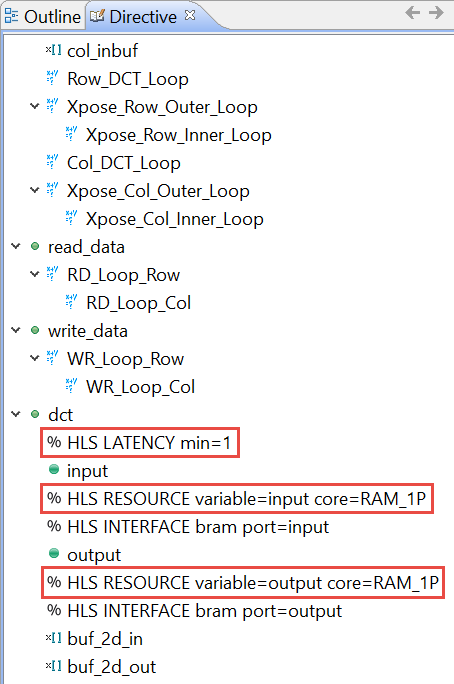 Outline Directive
col_inbuf
Row_DCT_Loop
Xpose_Row_Outer_Loop
Xpose_Row_Inner_Loop
Col_DCT_Loop
Xpose_Col_Outer_Loop
Xpose_Col_Inner_Loop
read_data
RD_Loop_Row
RD_Loop_Col
write_data
WR_Loop_Row
WR_Loop_Col
dct
% HLS LATENCY min=1
input
% HLS RESOURCE variable=input core=RAM_1P
% HLS INTERFACE bram port=input
output
% HLS RESOURCE variable=output core=RAM_1P
% HLS INTERFACE bram port=output
buf_2d_in
buf_2d_out